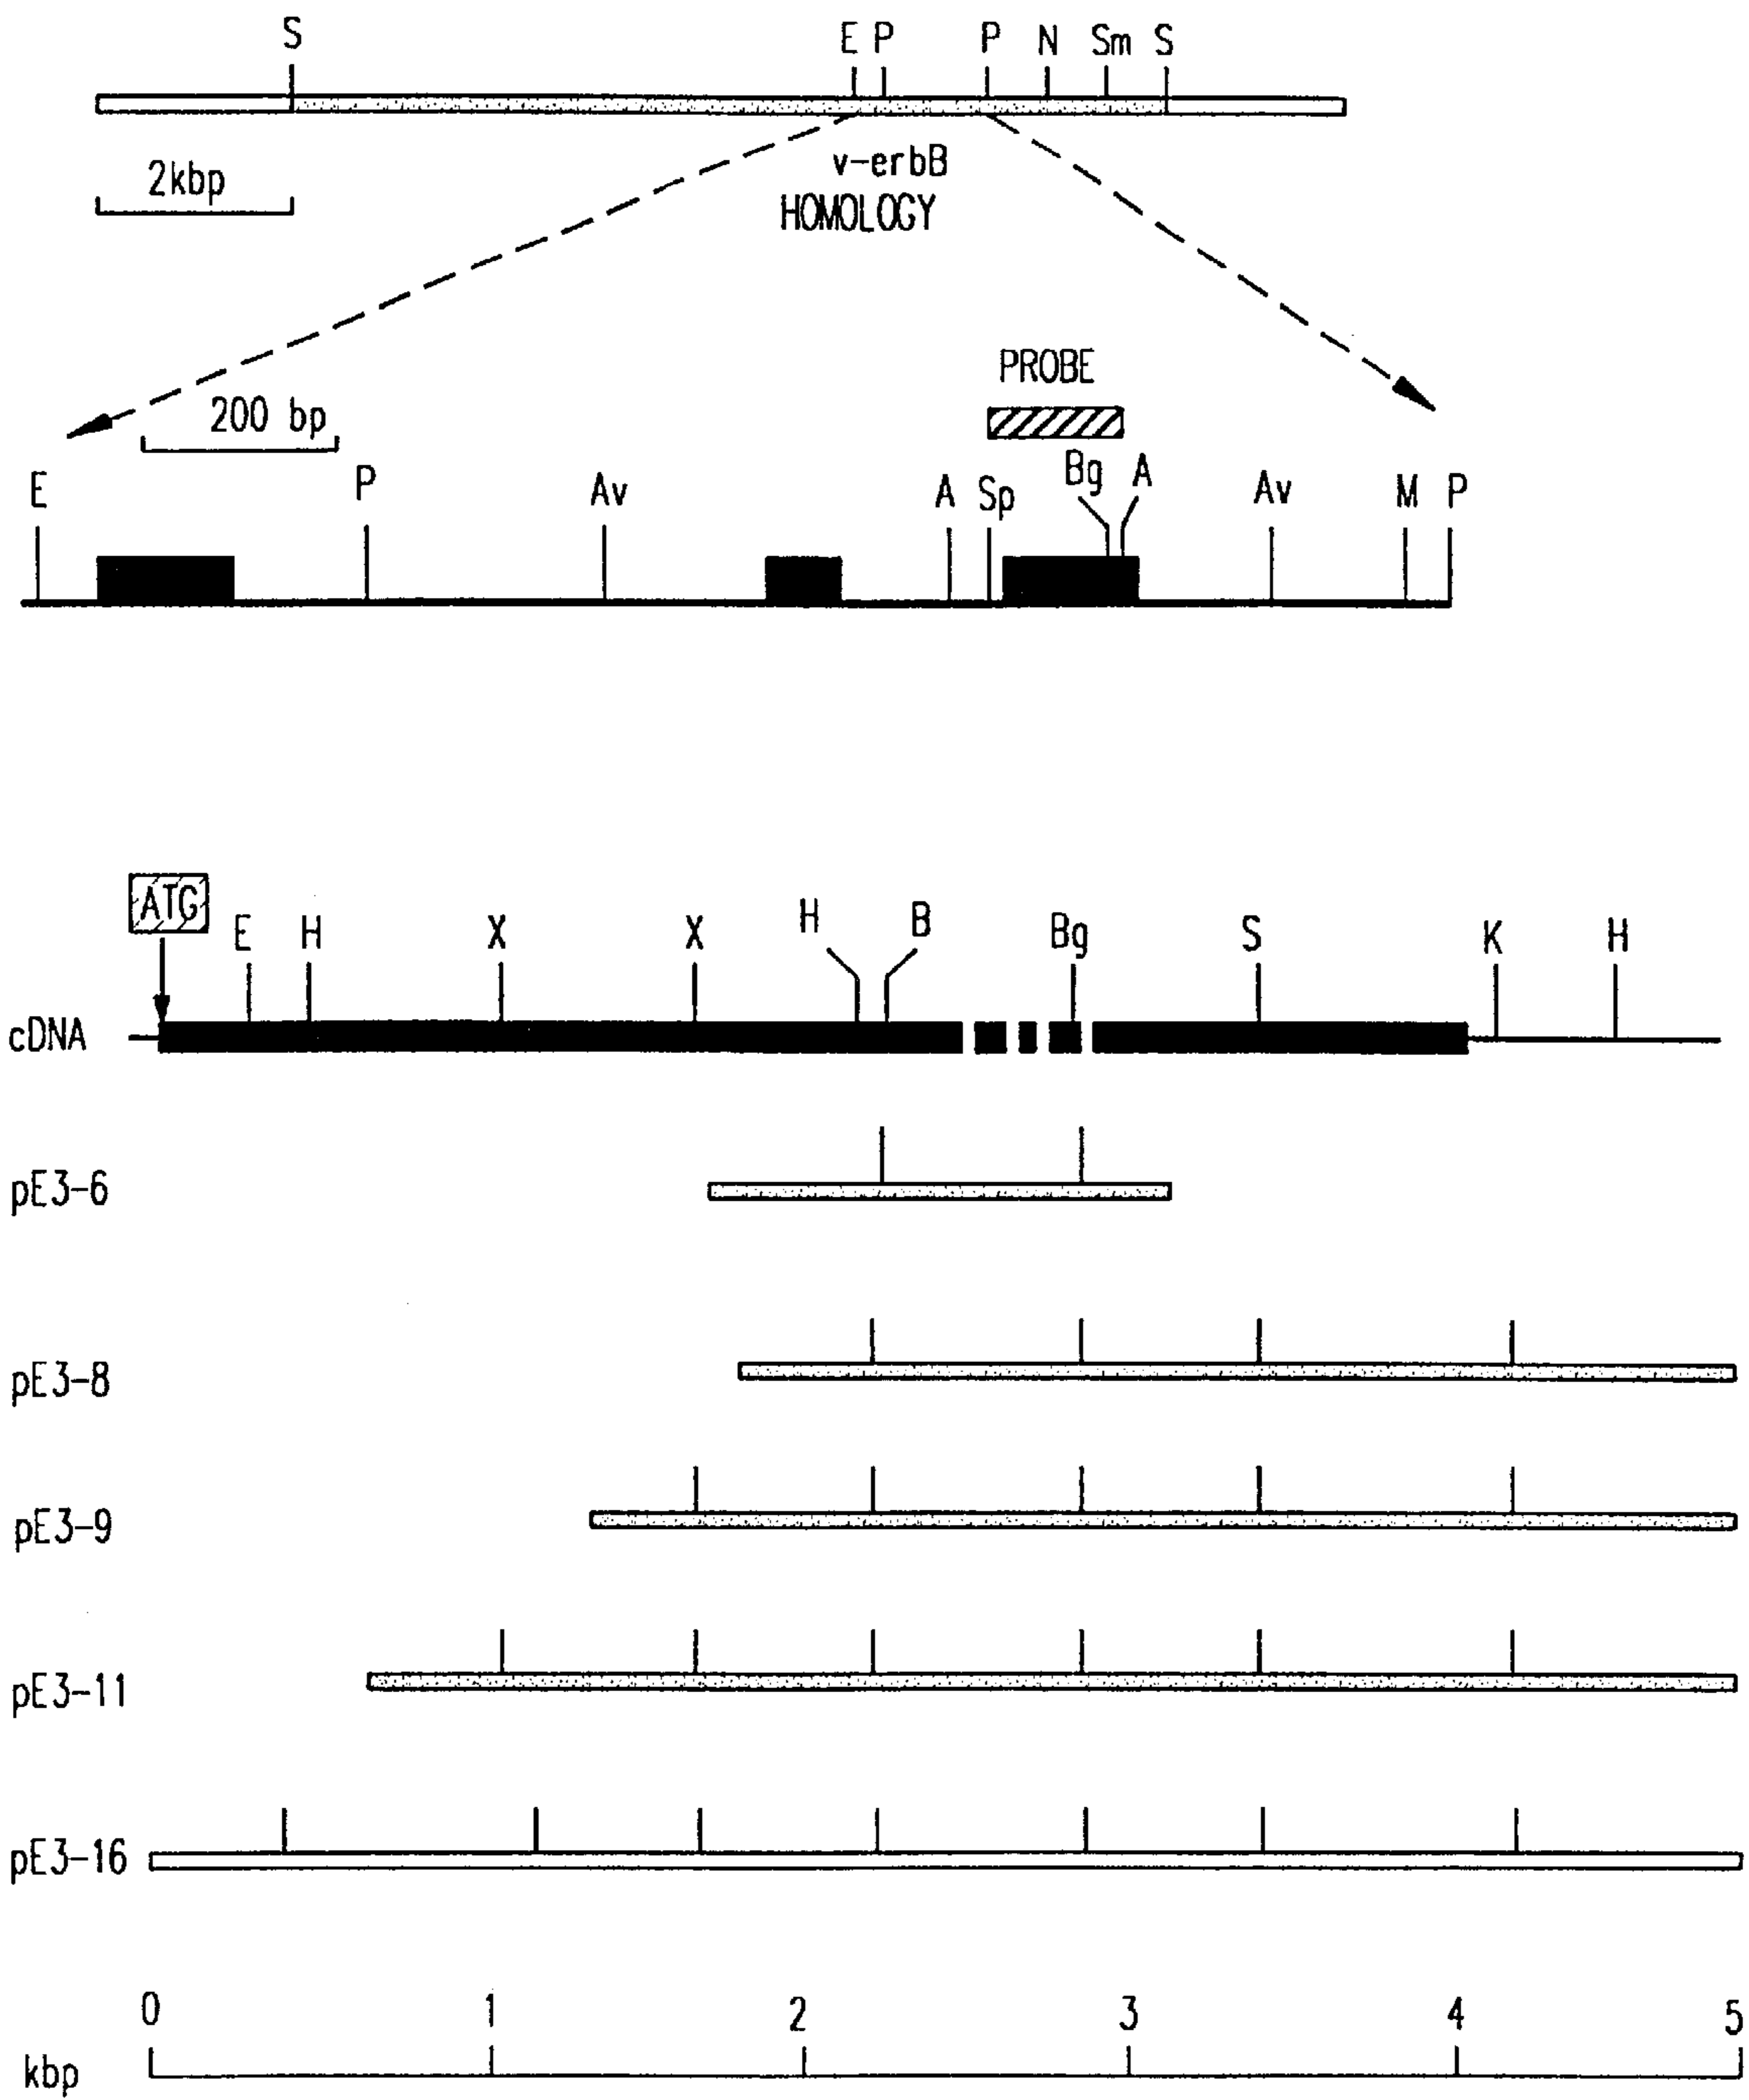 S E P P N Sm S
2kbp
v-erbB
HOMOLOGY
PROBE
200 bp
E P Av A Sp Bg A Av M P
ATG
E H X X H B Bg S K H
cDNA
pE3-6
pE3-8
pE3-9
pE3-11
pE3-16
0 1 2 3 4 5
kbp